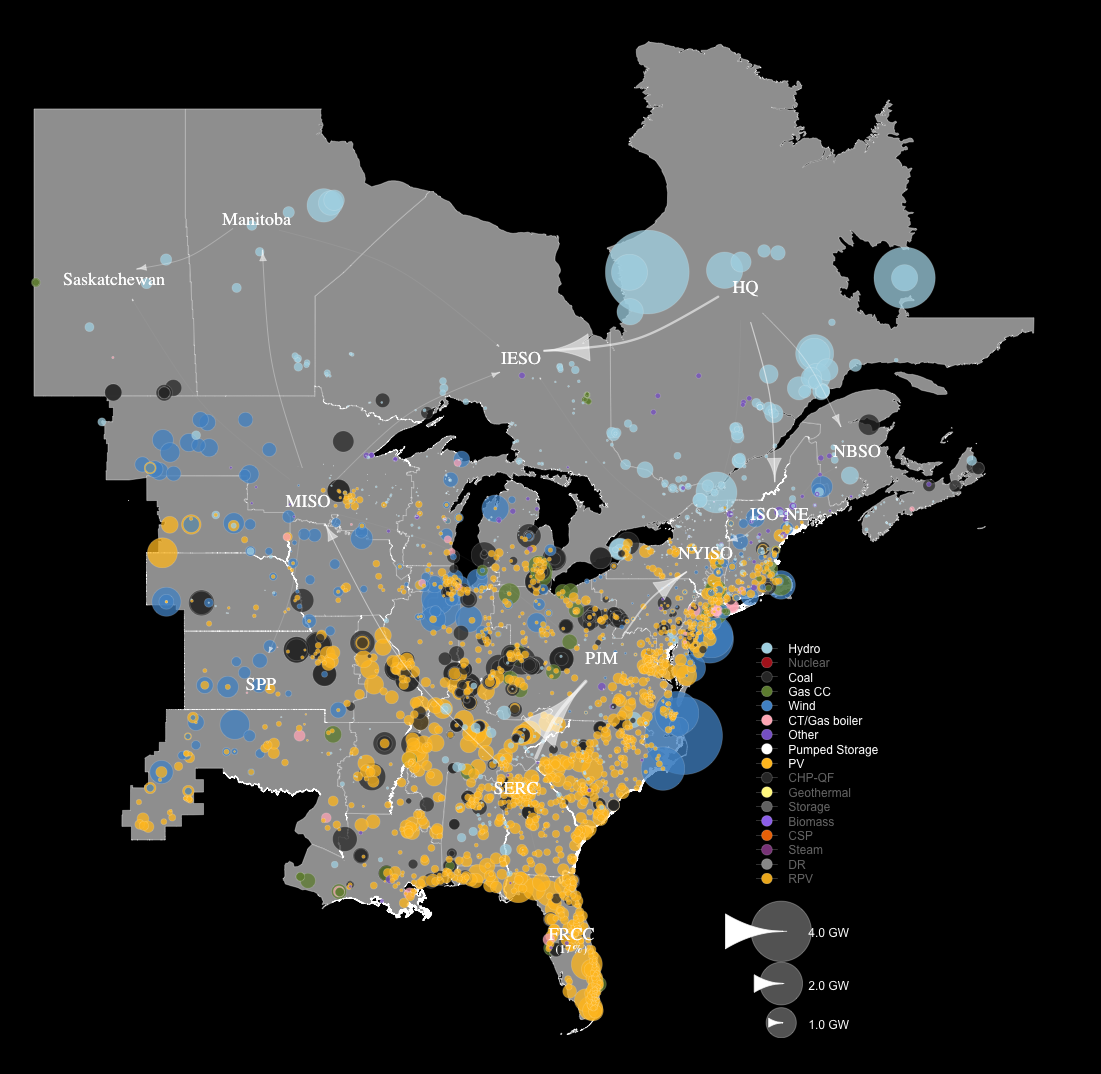 Manitoba
Saskatchewan
HQ
IESO
NBSO
MISO
ISO-NE
NYISO
PJM
SPP
SERC
FRCC
(17%)
Hydro
Nuclear
Coal
Gas CC
Wind
CT/Gas boiler
Other
Pumped Storage
PV
CHP-QF
Geothermal
Storage
Biomass
CSP
Steam
DR
RPV
4.0 GW
2.0 GW
1.0 GW